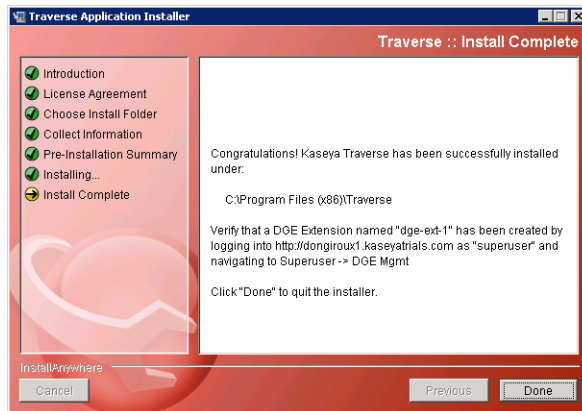 Traverse Application Installer
Traverse :: Install Complete
Introduction
License Agreement
Choose Install Folder
Collect Information
Pre-Installation Summary
Installing...
Install Complete
Congratulations! Kaseya Traverse has been successfully installed
under:
C:\Program Files (x86)\Traverse
Verify that a DGE Extension named "dge-ext-1" has been created by
logging into http://dongiroux1.kaseyatrials.com as "superuser" and
navigating to Superuser -> DGE Mgmt
Click "Done" to quit the installer.
InstallAnywhere
Cancel
Previous
Done